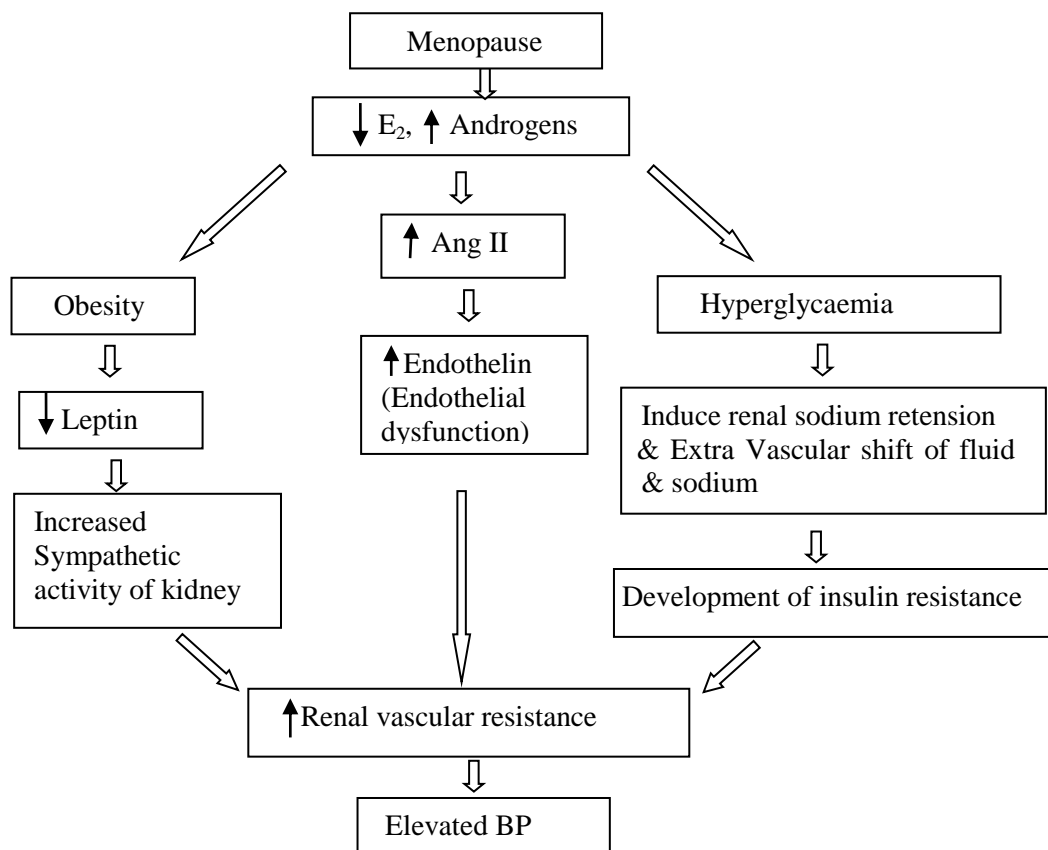 Menopause
↓ E₂, ↑ Androgens
↑ Ang II
Obesity
Hyperglycaemia
↑ Endothelin
(Endothelial
dysfunction)
↓ Leptin
Induce renal sodium retension
& Extra Vascular shift of fluid
& sodium
Increased
Sympathetic
activity of kidney
Development of insulin resistance
↑ Renal vascular resistance
Elevated BP